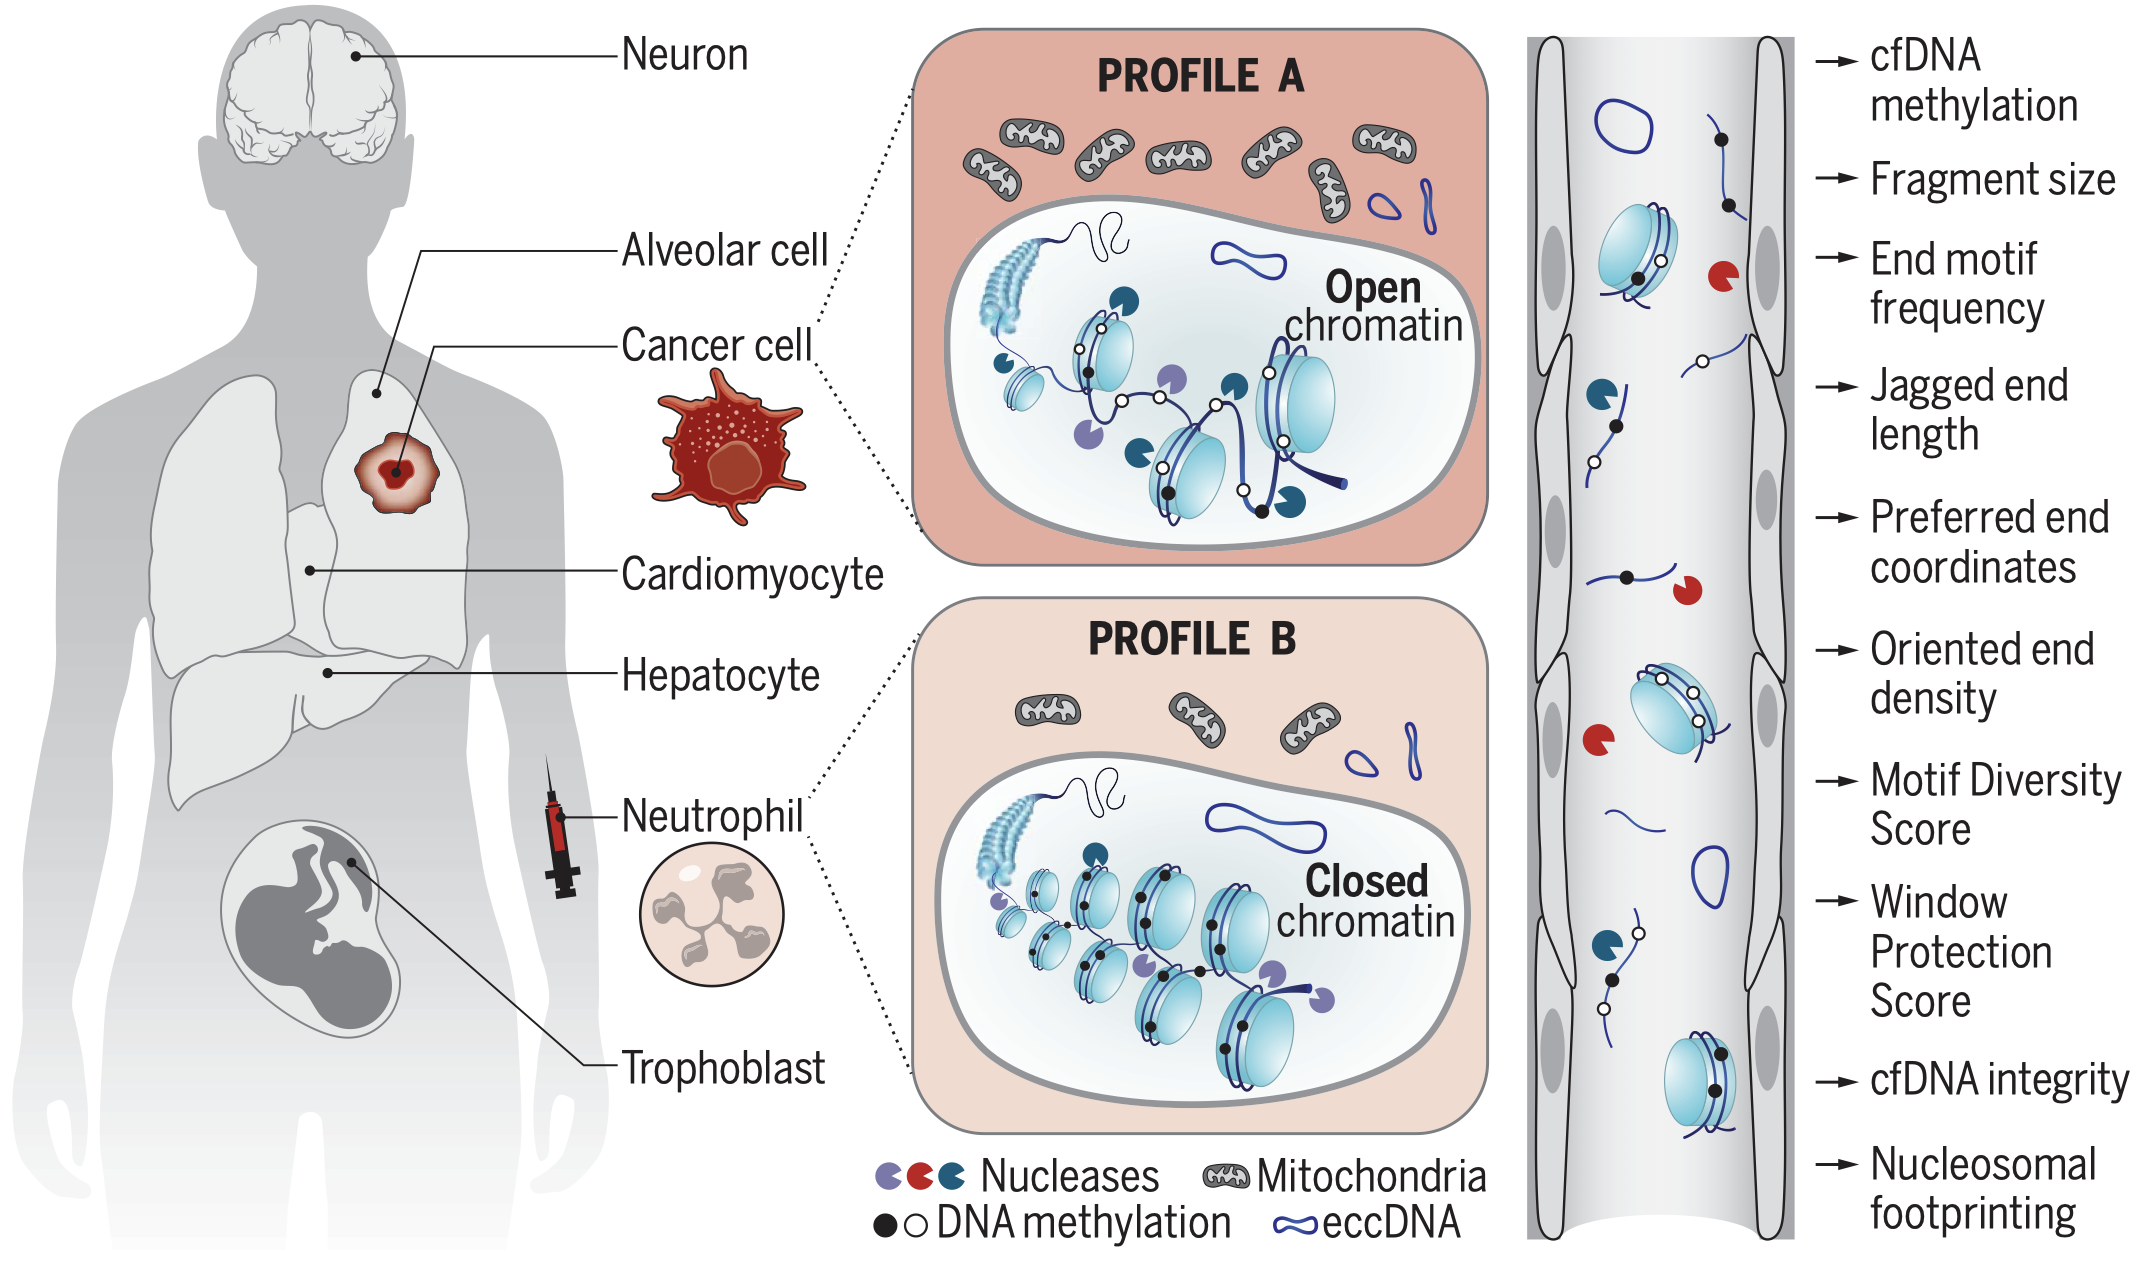 Neuron
Alveolar cell
Cancer cell
Cardiomyocyte
Hepatocyte
Neutrophil
Trophoblast
PROFILE A
Open
chromatin
PROFILE B
Closed
chromatin
Nucleases
Mitochondria
DNA methylation
eccDNA
cfDNA
methylation
Fragment size
End motif
frequency
Jagged end
length
Preferred end
coordinates
Oriented end
density
Motif Diversity
Score
Window
Protection
Score
cfDNA integrity
Nucleosomal
footprinting